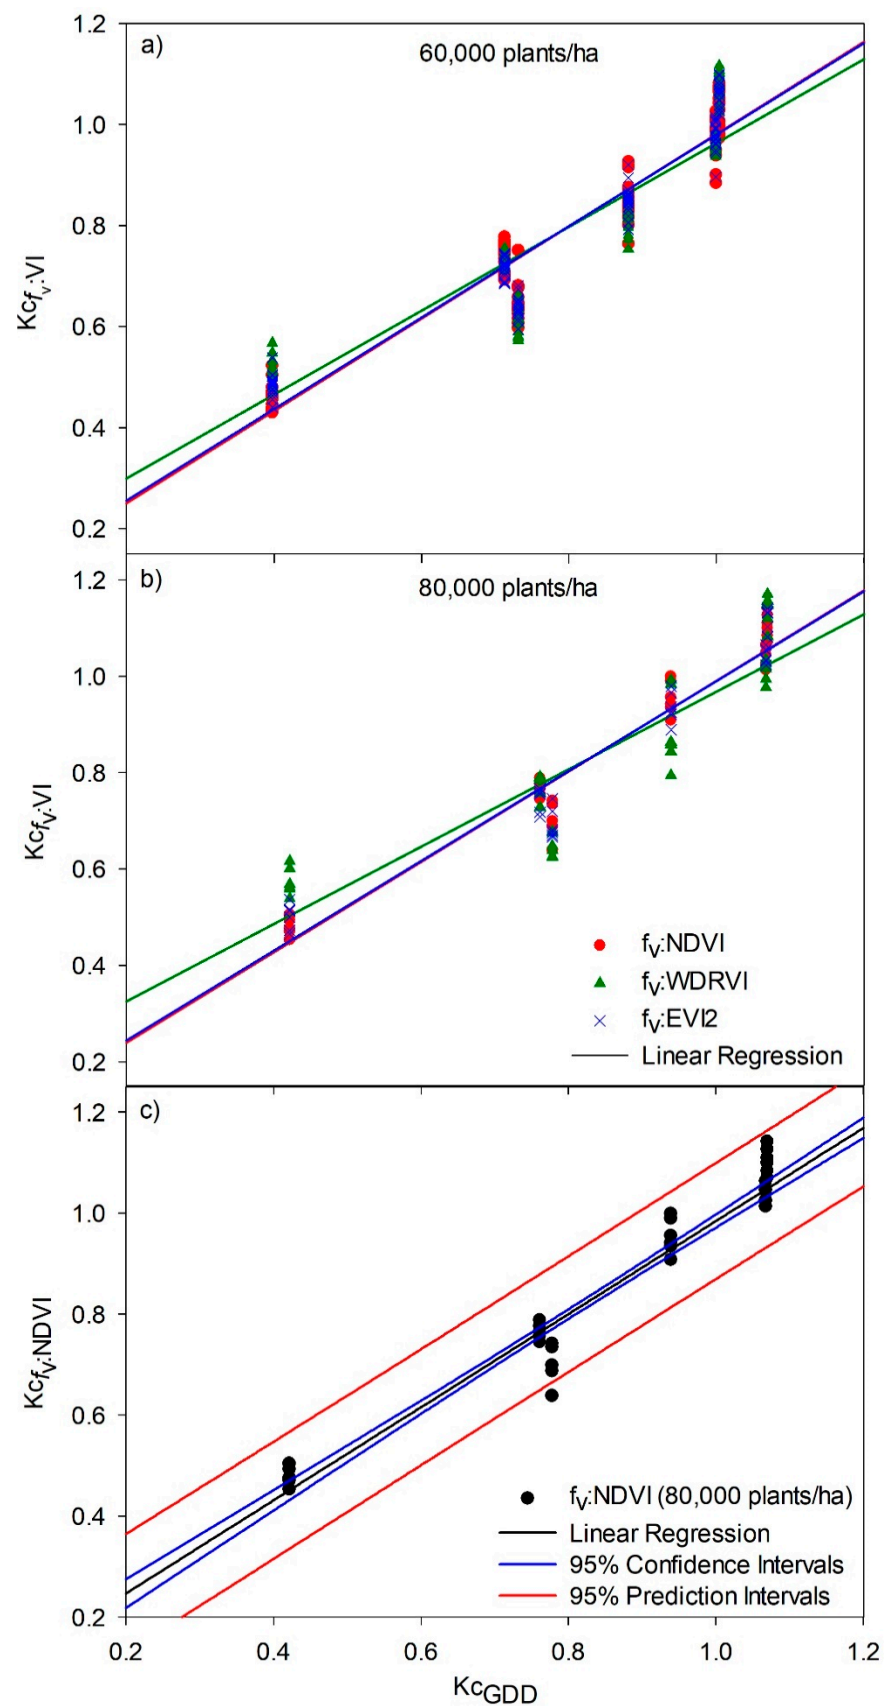 a)
60,000 plants/ha
1.2
1.0
0.8
0.6
0.4
0.2
Kcfv:VI
b)
80,000 plants/ha
1.2
1.0
0.8
0.6
0.4
0.2
Kcfv:VI
fv:NDVI
fv:WDRVI
fv:EVI2
Linear Regression
c)
1.2
1.0
0.8
0.6
0.4
0.2
Kcfv:NDVI
fv:NDVI (80,000 plants/ha)
Linear Regression
95% Confidence Intervals
95% Prediction Intervals
0.2 0.4 0.6 0.8 1.0 1.2
KcGDD